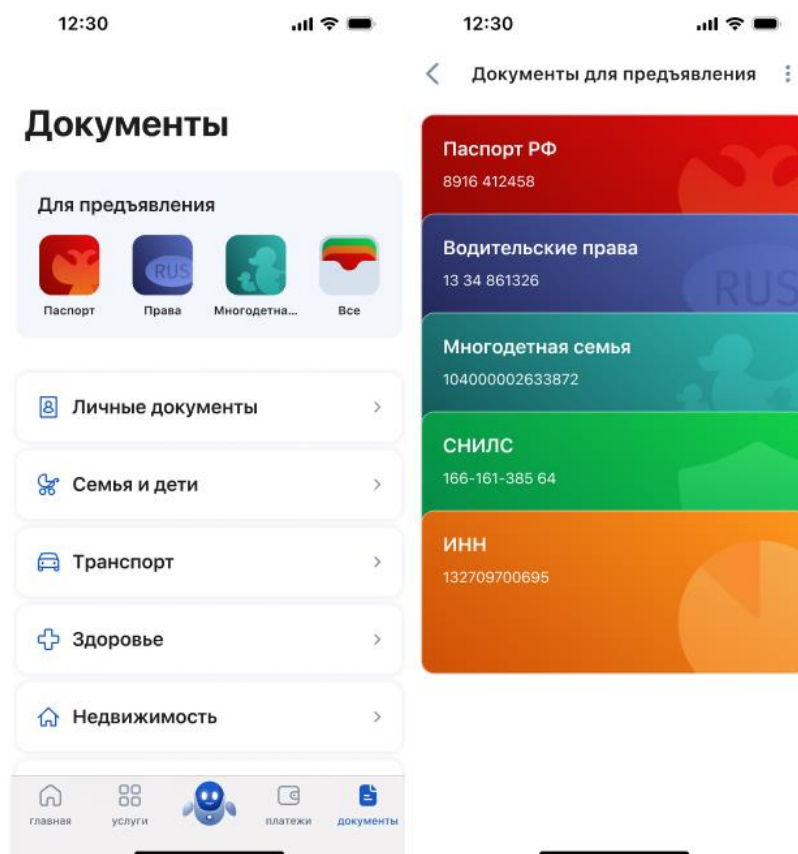 12:30
Документы
Для предъявления
RUS
Паспорт
Права
Многодетна...
Все
Личные документы
Семья и дети
Транспорт
Здоровье
Недвижимость
главная
услуги
платежи
документы
12:30
Документы для предъявления
Паспорт РФ
8916 412458
Водительские права
13 34 861326
RUS
Многодетная семья
104000002633872
СНИЛС
166-161-385 64
ИНН
132709700695